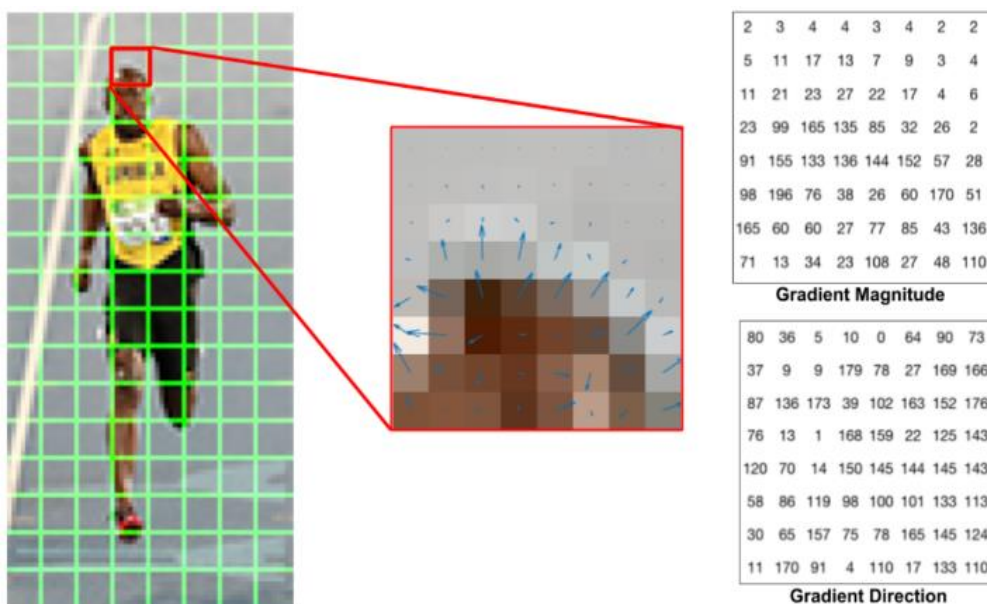 2 3 4 4 3 4 2 2
5 11 17 13 7 9 3 4
11 21 23 27 22 17 4 6
23 99 165 135 85 32 26 2
91 155 133 136 144 152 57 28
98 196 76 38 26 60 170 51
165 60 60 27 77 85 43 136
71 13 34 23 108 27 48 110
Gradient Magnitude
80 36 5 10 0 64 90 73
37 9 9 179 78 27 169 166
87 136 173 39 102 163 152 176
76 13 1 168 159 22 125 143
120 70 14 150 145 144 145 143
58 86 119 98 100 101 133 113
30 65 157 75 78 165 145 124
11 170 91 4 110 17 133 110
Gradient Direction